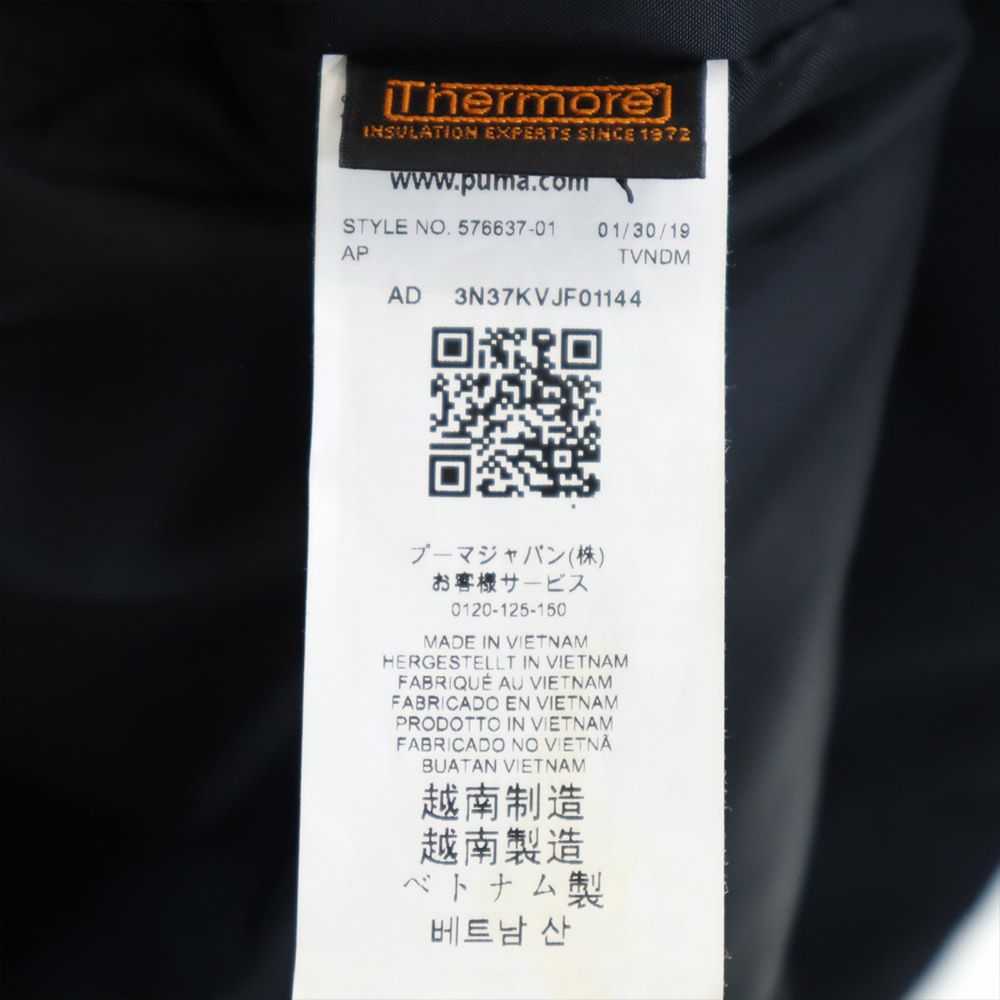 Thermore
INSULATION EXPERTS SINCE 1972
www.puma.com
STYLE NO. 576637-01 01/30/19
AP TVNDM
AD 3N37KVJF01144
プーマジャパン(株)
お客様サービス
0120-125-150
MADE IN VIETNAM
HERGESTELLT IN VIETNAM
FABRIQUÉ AU VIETNAM
FABRICADO EN VIETNAM
PRODOTTO IN VIETNAM
FABRICADO NO VIETNÃ
BUATAN VIETNAM
越南制造
越南製造
ベトナム製
베트남 산